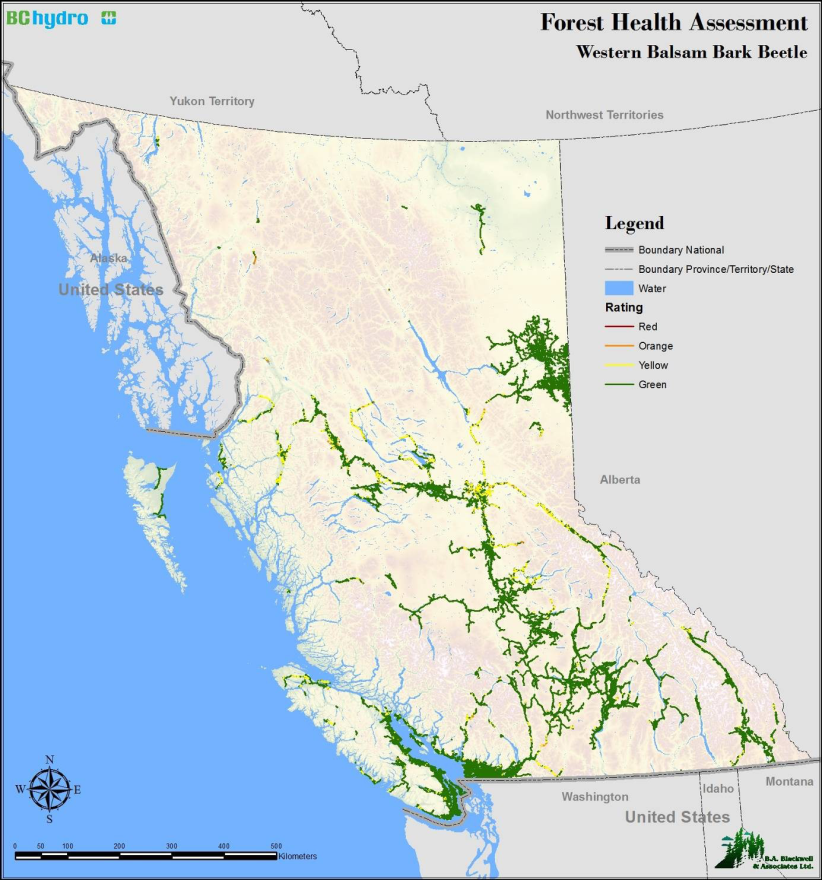 BChydro
Forest Health Assessment
Western Balsam Bark Beetle
Yukon Territory
Northwest Territories
Legend
Boundary National
Boundary Province/Territory/State
Water
Rating
Red
Orange
Yellow
Green
Alaska
United States
Alberta
N
W E
S
Washington
Idaho
Montana
United States
0 50 100 200 300 400 500
Kilometers
B.A. Blackwell
& Associates Ltd.